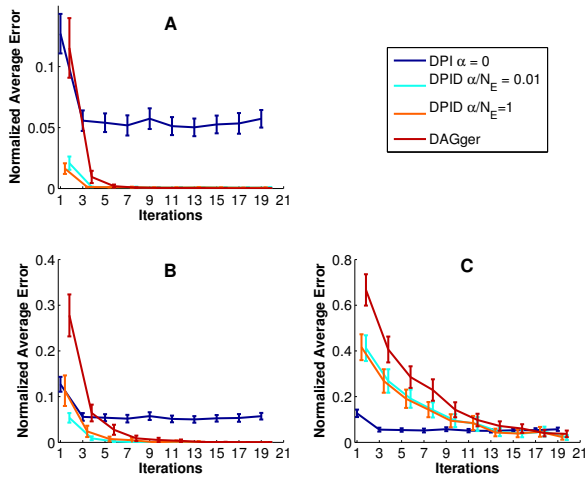 A
Normalized Average Error
0.1
0.05
0
1 3 5 7 9 11 13 15 17 19 21
Iterations
DPI α = 0
DPID α/N_E = 0.01
DPID α/N_E=1
DAGger
B
Normalized Average Error
0.4
0.3
0.2
0.1
0
1 3 5 7 9 11 13 15 17 19 21
Iterations
C
Normalized Average Error
0.8
0.6
0.4
0.2
0
1 3 5 7 9 11 13 15 17 19 21
Iterations